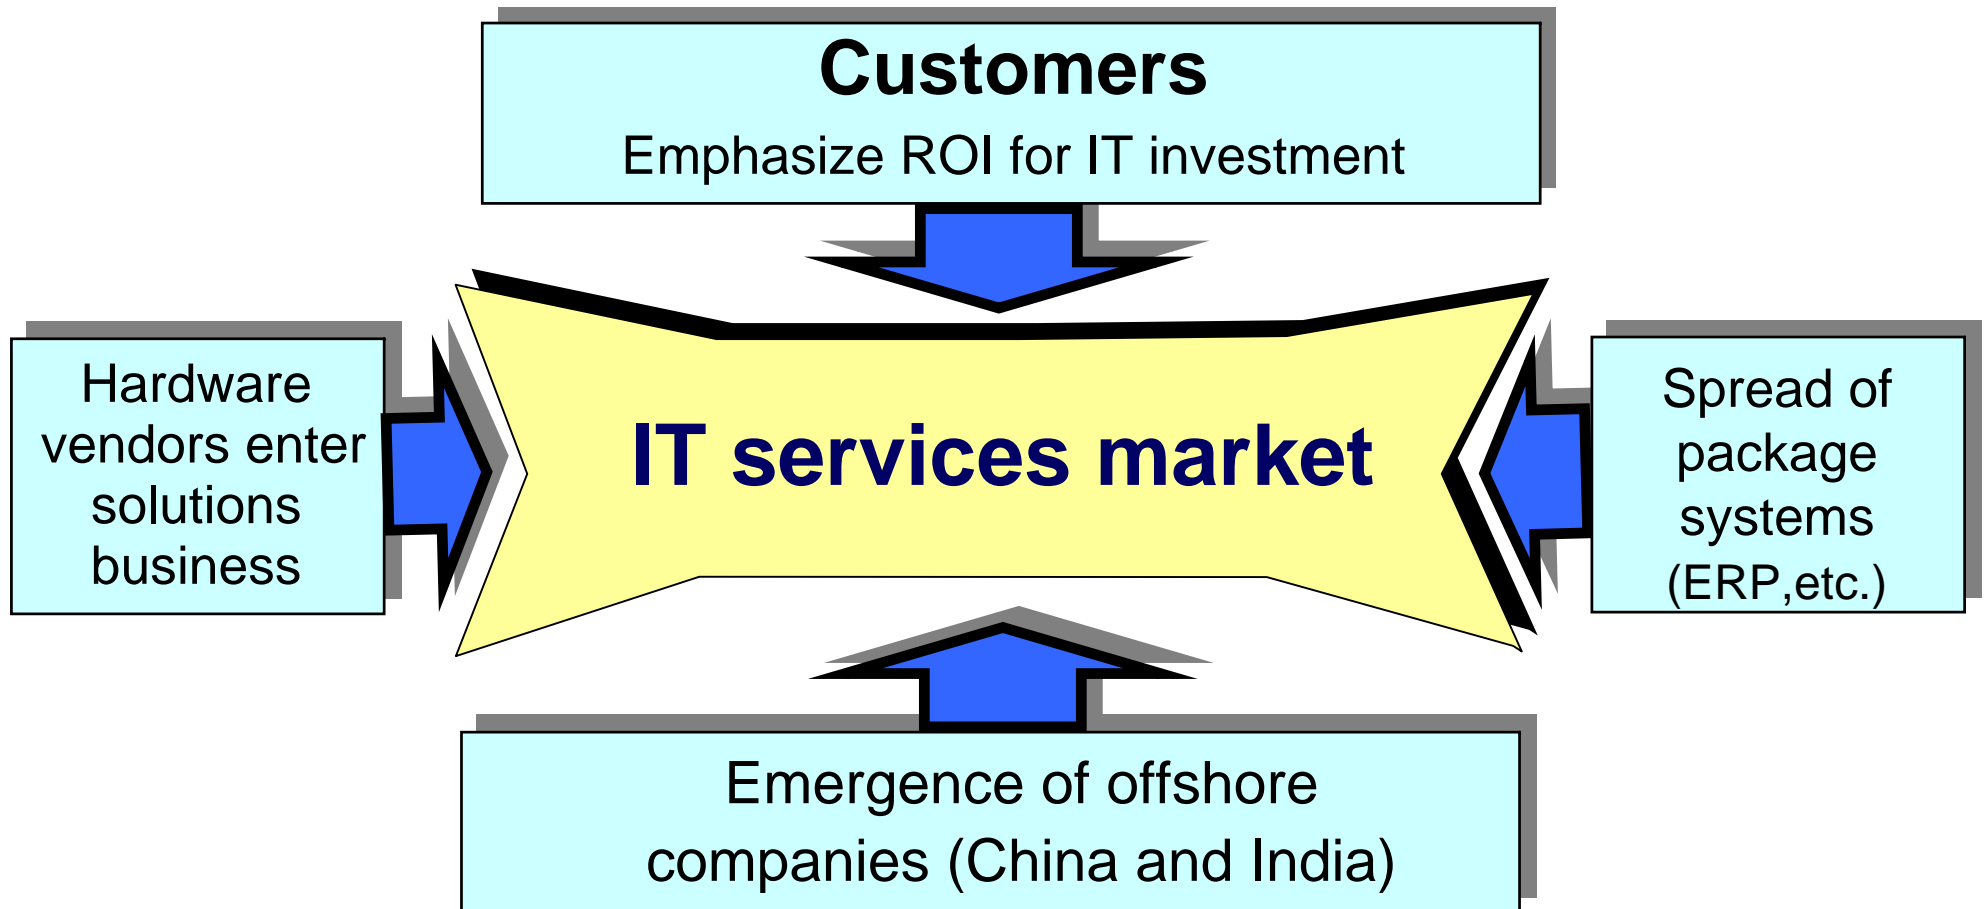 Customers
Emphasize ROI for IT investment
Hardware
vendors enter
solutions
business
IT services market
Spread of
package
systems
(ERP,etc.)
Emergence of offshore
companies (China and India)